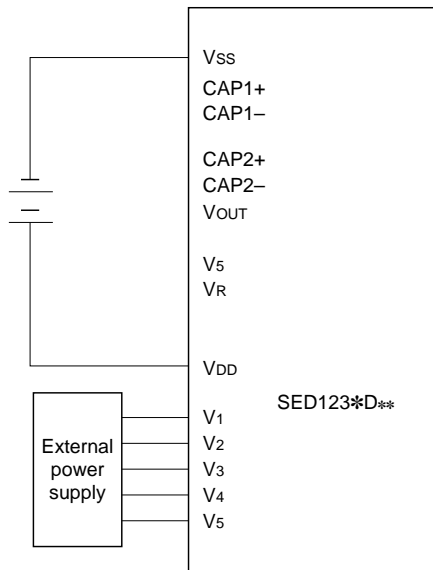 VSS
CAP1+
CAP1–
CAP2+
CAP2–
VOUT
V5
VR
VDD
SED123✽D✽✽
V1
V2
V3
V4
V5
External
power
supply